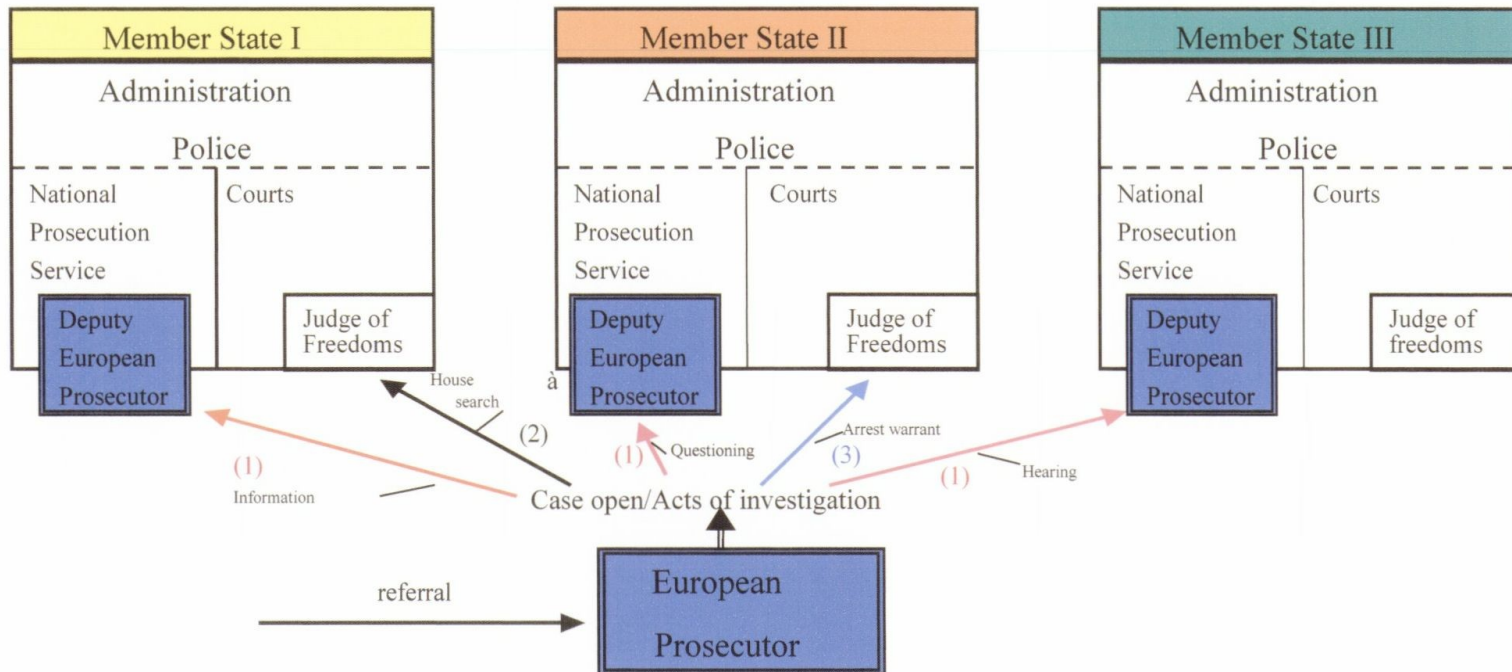 Member State I
Administration
Police
National
Prosecution
Service
Courts
Deputy
European
Prosecutor
Judge of
Freedoms
Member State II
Administration
Police
National
Prosecution
Service
Courts
à
Deputy
European
Prosecutor
Judge of
Freedoms
Member State III
Administration
Police
National
Prosecution
Service
Courts
Deputy
European
Prosecutor
Judge of
freedoms
(1)
Information
House
search
(2)
(1)
Questioning
Arrest warrant
(3)
(1)
Hearing
Case open/Acts of investigation
referral
European
Prosecutor